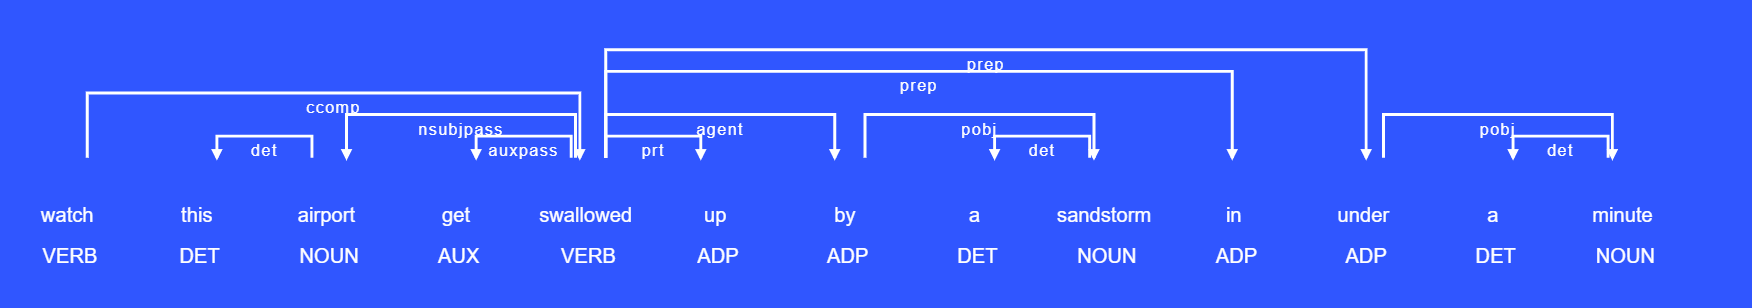 prep
prep
ccomp
nsubjpass agent pobj pobj
det auxpass prt det det
watch this airport get swallowed up by a sandstorm in under a minute
VERB DET NOUN AUX VERB ADP ADP DET NOUN ADP ADP DET NOUN